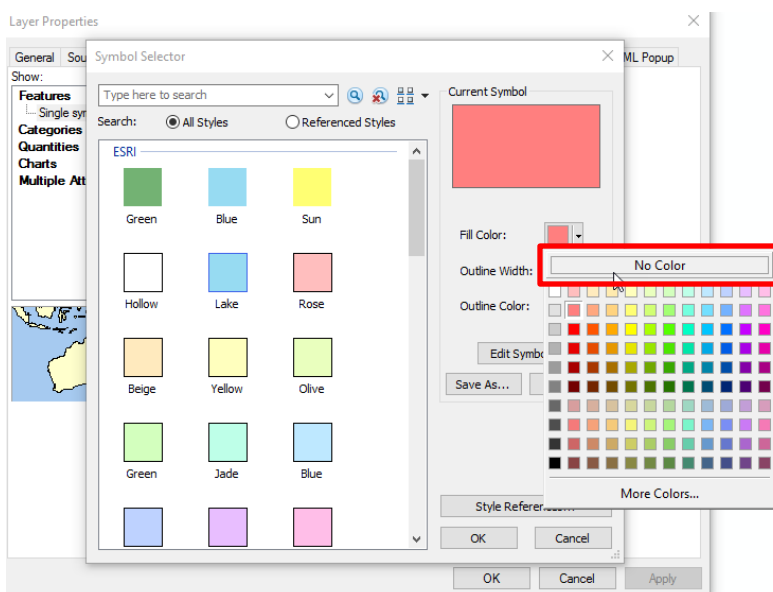 Layer Properties
General
Sou
ML Popup
Show:
Features
Single syr
Categories
Quantities
Charts
Multiple Att
Symbol Selector
Type here to search
Search:
All Styles
Referenced Styles
ESRI
Green
Blue
Sun
Hollow
Lake
Rose
Beige
Yellow
Olive
Green
Jade
Blue
Current Symbol
Fill Color:
Outline Width:
Outline Color:
No Color
Edit Symbo
Save As...
More Colors...
Style Refere
OK
Cancel
OK
Cancel
Apply